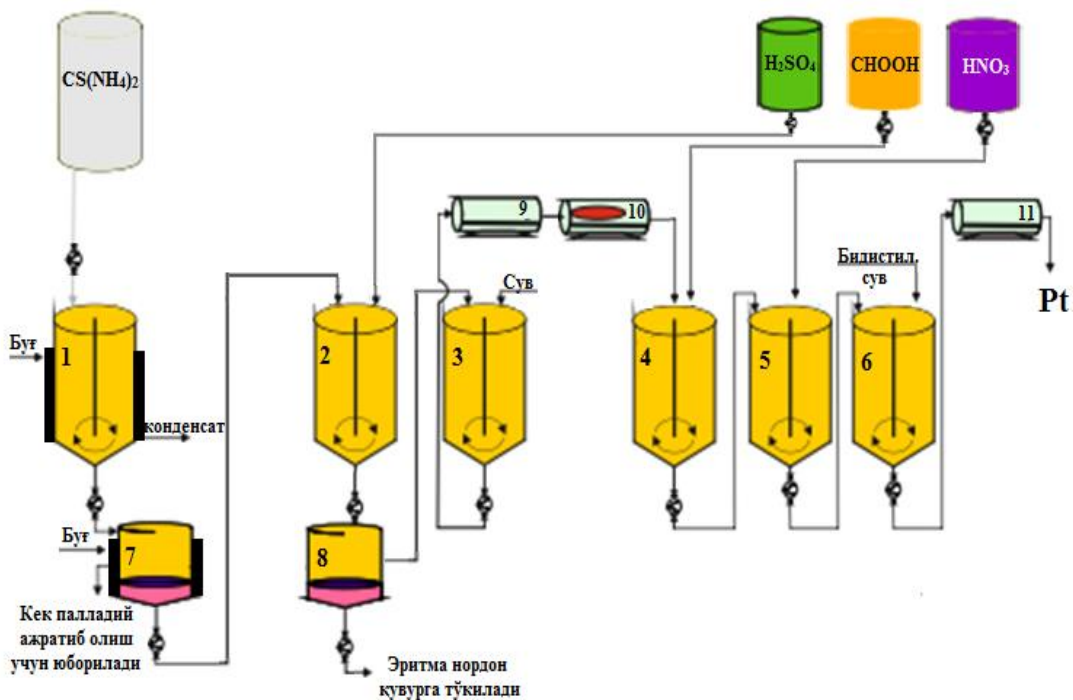 CS(NH₄)₂
H₂SO₄
CHOOH
HNO₃
9
10
11
Бидистил.
сув
Сув
Pt
Буғ
1
2
3
4
5
6
конденсат
Буғ
7
8
Кек палладий
ажратиб олиш
учун юборилади
Эритма нордон
қувурга тўкилади